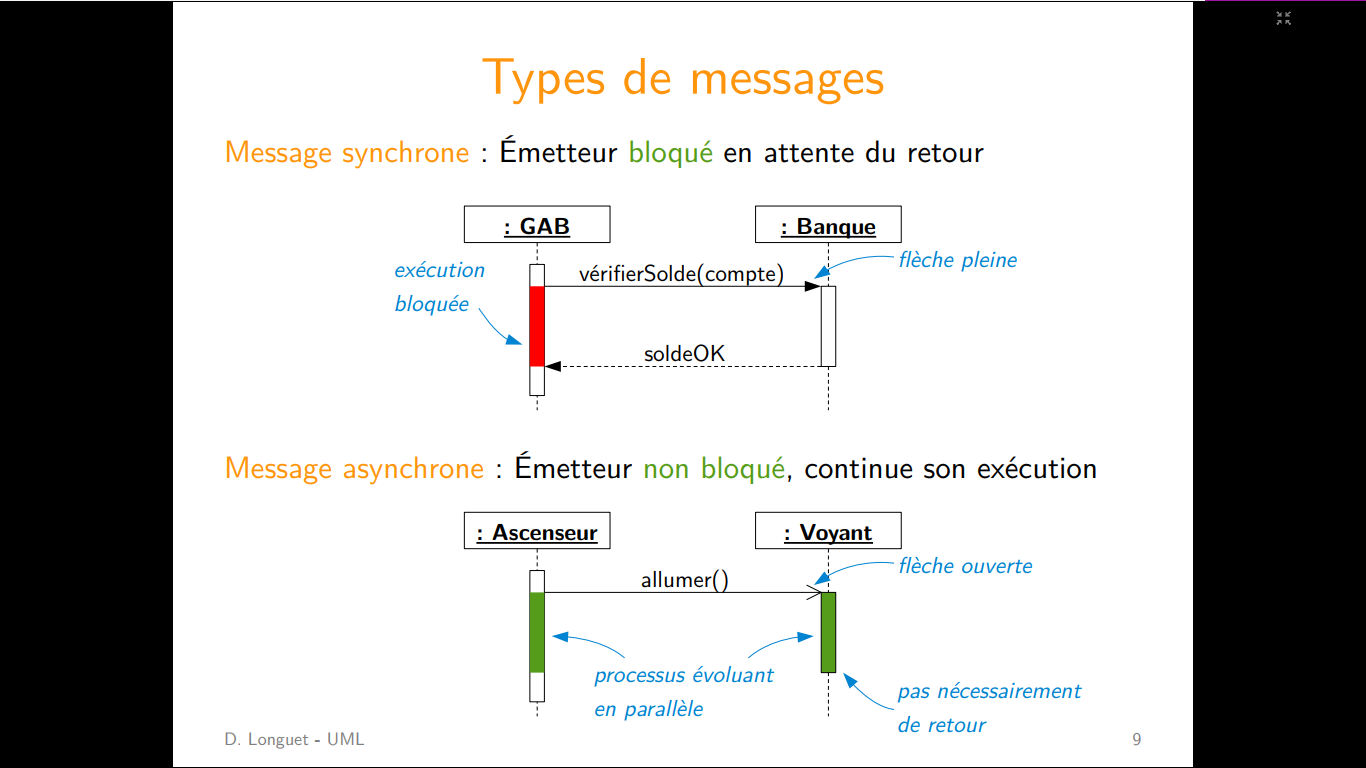 Types de messages
Message synchrone : Émetteur bloqué en attente du retour
: GAB
: Banque
exécution
bloquée
vérifierSolde(compte)
flèche pleine
soldeOK
Message asynchrone : Émetteur non bloqué, continue son exécution
: Ascenseur
: Voyant
allumer()
flèche ouverte
processus évoluant
en parallèle
pas nécessairement
de retour
D. Longuet - UML
9